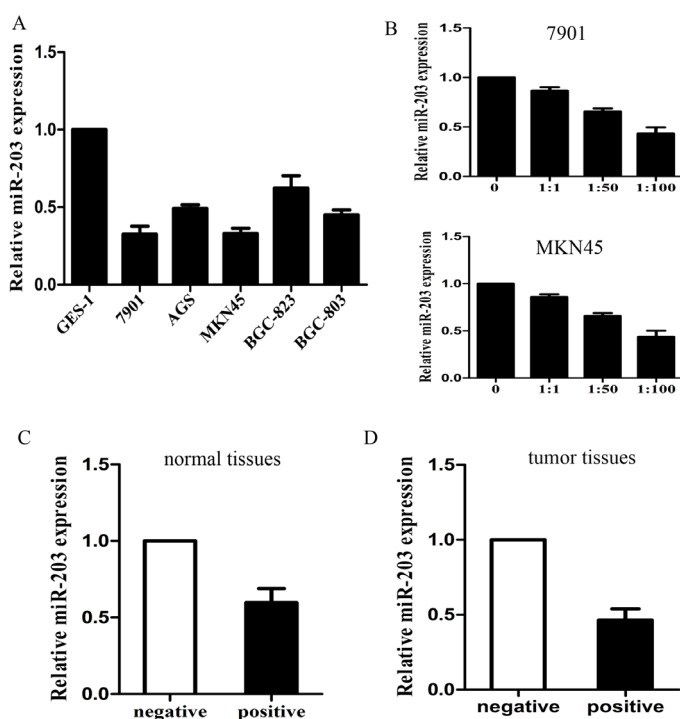 A
Relative miR-203 expression
1.5
1.0
0.5
0.0
GES-1
7901
AGS
MKN45
BGC-823
BGC-803
B
7901
Relative miR-203 expression
1.5
1.0
0.5
0.0
0 1:1 1:50 1:100
MKN45
Relative miR-203 expression
1.5
1.0
0.5
0.0
0 1:1 1:50 1:100
C
normal tissues
Relative miR-203 expression
1.5
1.0
0.5
0.0
negative positive
D
tumor tissues
Relative miR-203 expression
1.5
1.0
0.5
0.0
negative positive